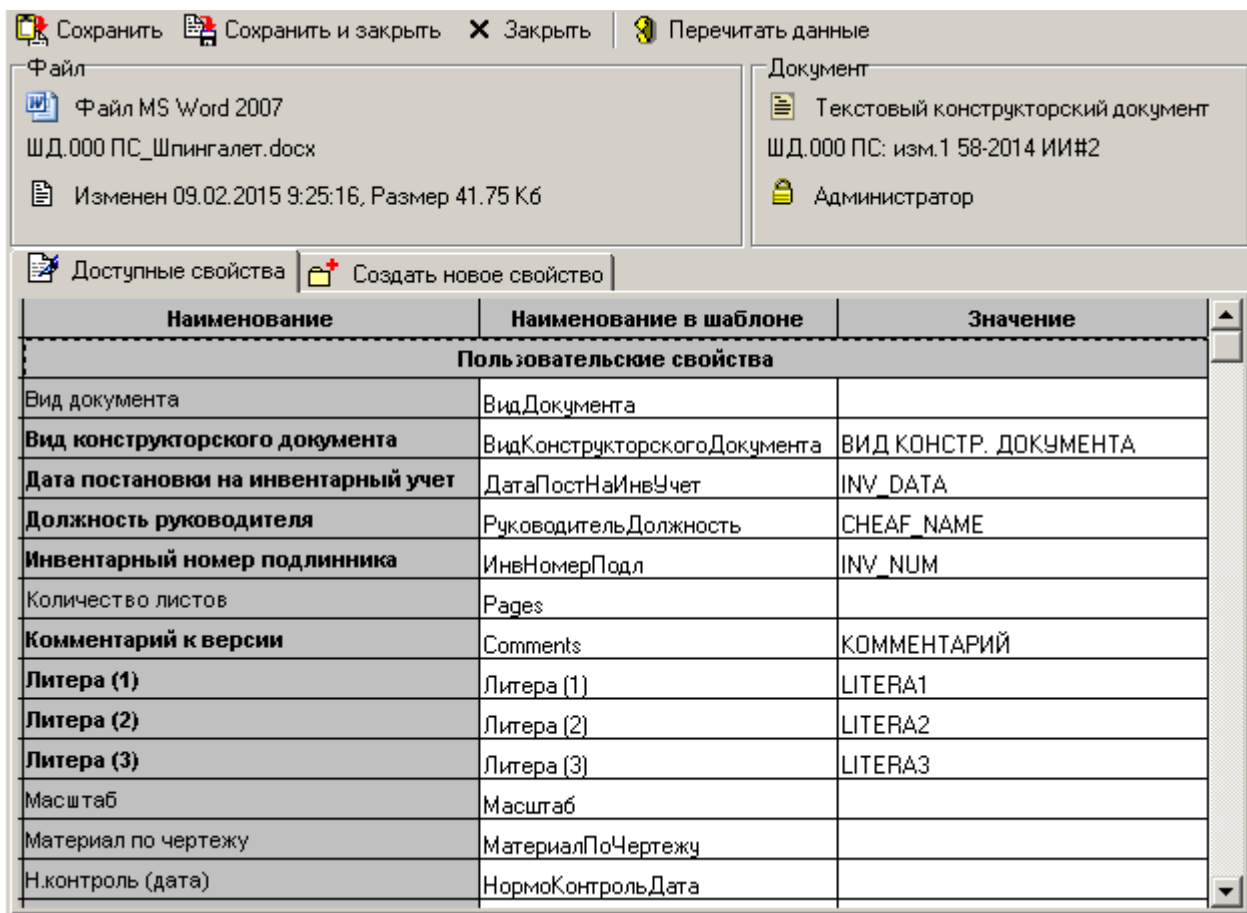 Сохранить Сохранить и закрыть Закрыть Перечитать данные
Файл Документ
Файл MS Word 2007 Текстовый конструкторский документ
ШД.000 ПС_Шпингалет.docx ШД.000 ПС: изм.1 58-2014 ИИ#2
Изменен 09.02.2015 9:25:16, Размер 41.75 Кб Администратор
Доступные свойства Создать новое свойство
Наименование Наименование в шаблоне Значение
Пользовательские свойства
Вид документа ВидДокумента
Вид конструкторского документа ВидКонструкторскогоДокумента ВИД КОНСТР. ДОКУМЕНТА
Дата постановки на инвентарный учет ДатаПостНаИнвУчет INV_DATA
Должность руководителя РуководительДолжность CHEAF_NAME
Инвентарный номер подлинника ИнвНомерПодл INV_NUM
Количество листов Pages
Комментарий к версии Comments КОММЕНТАРИЙ
Литера (1) Литера (1) LITERA1
Литера (2) Литера (2) LITERA2
Литера (3) Литера (3) LITERA3
Масштаб Масштаб
Материал по чертежу МатериалПоЧертежу
Н.контроль (дата) НормоКонтрольДата